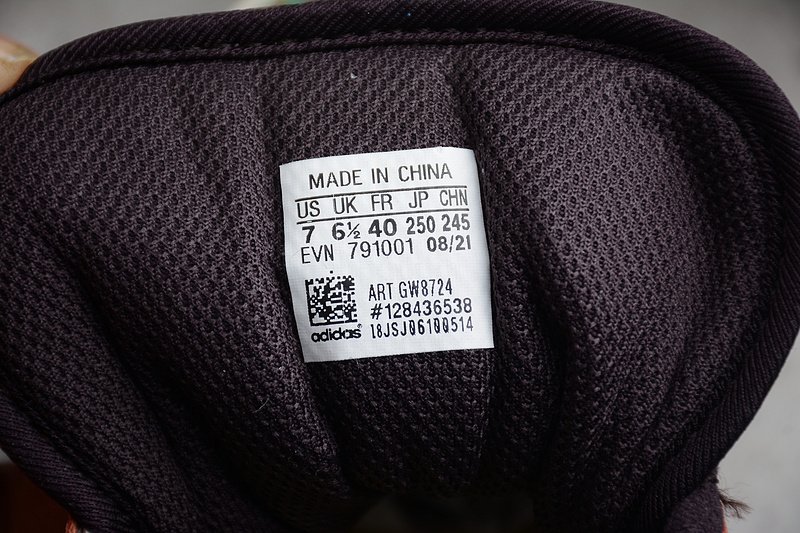 MADE IN CHINA
US UK FR JP CHN
7 6½ 40 250 245
EVN 791001 08/21
ART GW8724
#128436538
18JSJ06100514
adidas®